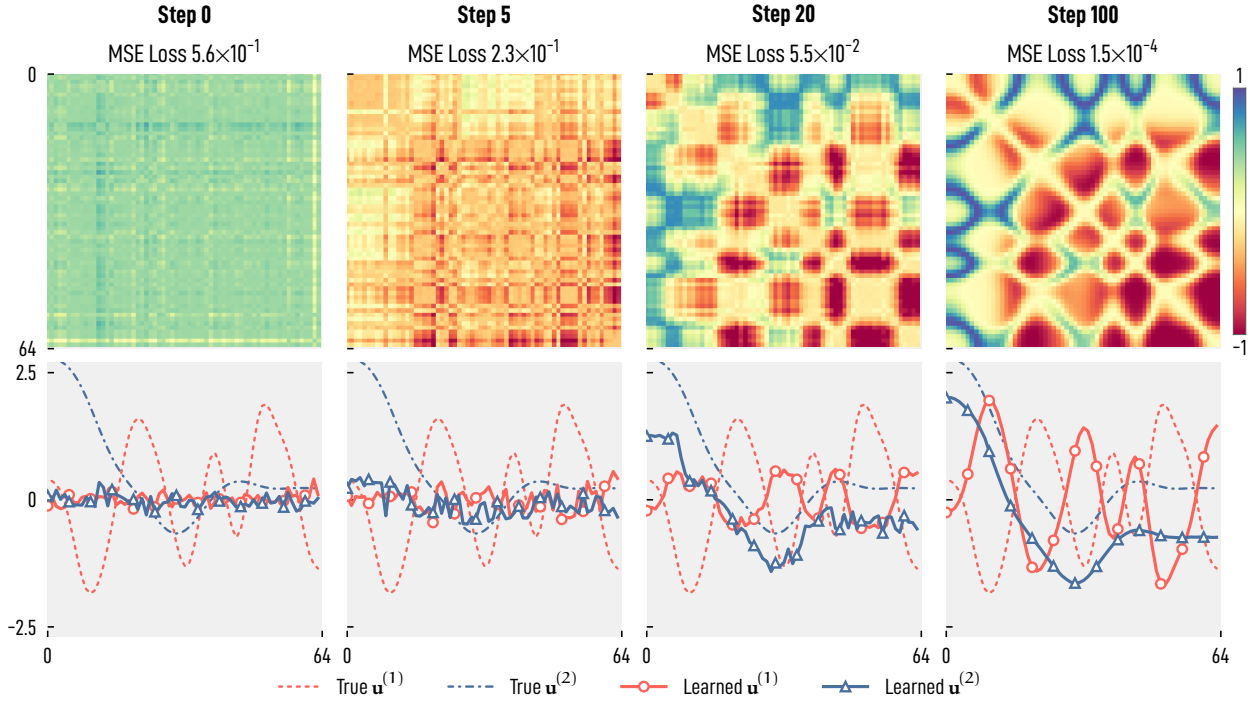 Step 0 Step 5 Step 20 Step 100
MSE Loss 5.6×10⁻¹ MSE Loss 2.3×10⁻¹ MSE Loss 5.5×10⁻² MSE Loss 1.5×10⁻⁴
0
1
−1
64
2.5
0
−2.5
0 64 0 64 0 64 0 64
True u⁽¹⁾ True u⁽²⁾ Learned u⁽¹⁾ Learned u⁽²⁾